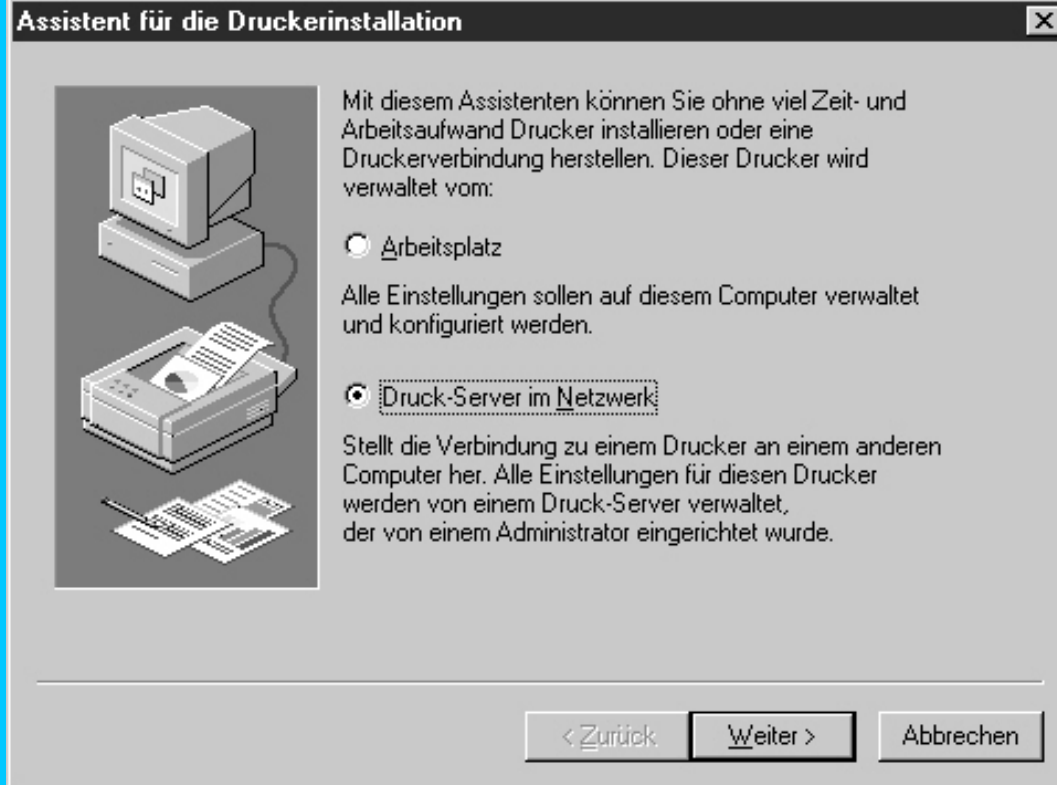 Assistent für die Druckerinstallation
Mit diesem Assistenten können Sie ohne viel Zeit- und
Arbeitsaufwand Drucker installieren oder eine
Druckerverbindung herstellen. Dieser Drucker wird
verwaltet vom:
Arbeitsplatz
Alle Einstellungen sollen auf diesem Computer verwaltet
und konfiguriert werden.
Druck-Server im Netzwerk
Stellt die Verbindung zu einem Drucker an einem anderen
Computer her. Alle Einstellungen für diesen Drucker
werden von einem Druck-Server verwaltet,
der von einem Administrator eingerichtet wurde.
< Zurück Weiter > Abbrechen